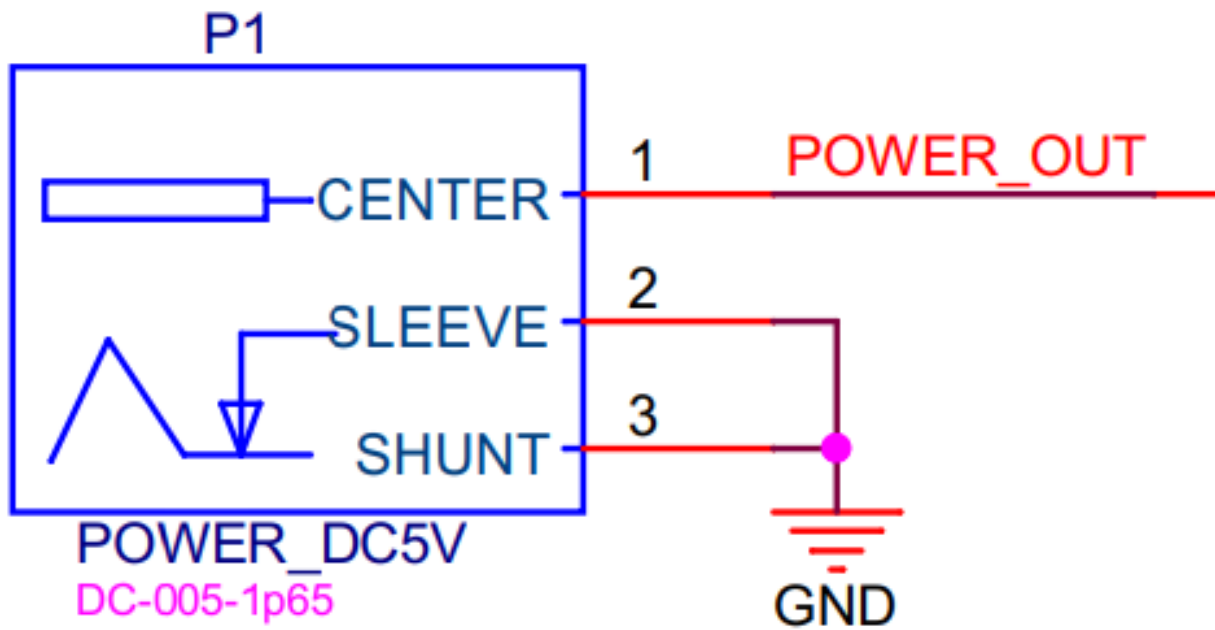 P1
CENTER
1
POWER_OUT
SLEEVE
2
SHUNT
3
POWER_DC5V
DC-005-1p65
GND